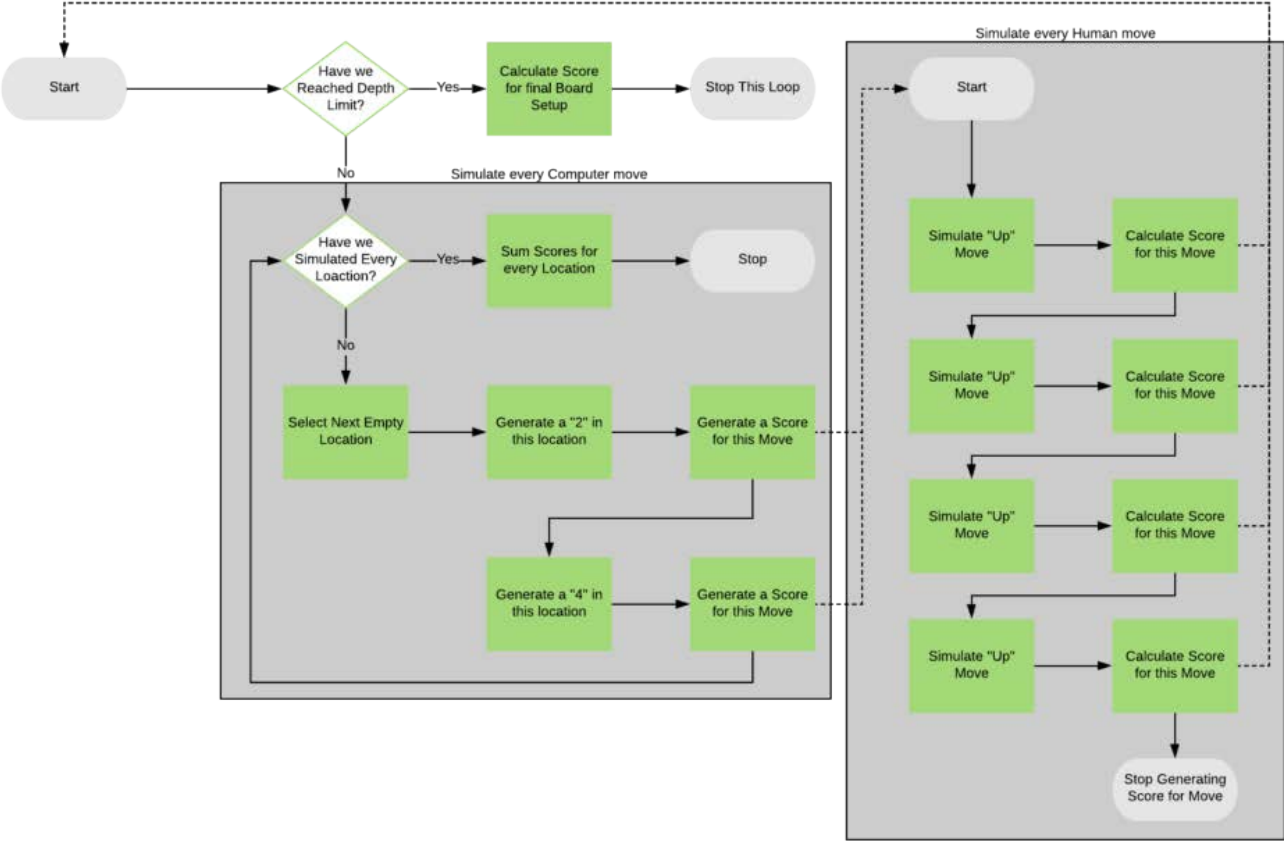 Simulate every Human move
Start
Have we
Reached Depth
Limit?
Yes
Calculate Score
for final Board
Setup
Stop This Loop
Start
No
Simulate every Computer move
Have we
Simulated Every
Loaction?
Yes
Sum Scores for
every Location
Stop
Simulate "Up"
Move
Calculate Score
for this Move
No
Simulate "Up"
Move
Calculate Score
for this Move
Select Next Empty
Location
Generate a "2" in
this location
Generate a Score
for this Move
Simulate "Up"
Move
Calculate Score
for this Move
Generate a "4" in
this location
Generate a Score
for this Move
Simulate "Up"
Move
Calculate Score
for this Move
Stop Generating
Score for Move